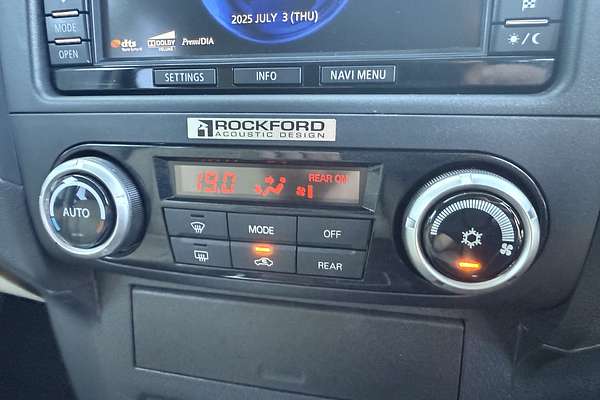 2025 JULY 3 (THU)
MODE
OPEN
dts
DOLBY
PremiDIA
SETTINGS
INFO
NAVI MENU
ROCKFORD
ACOUSTIC DESIGN
AUTO
19.0
REAR ON
MODE
OFF
REAR